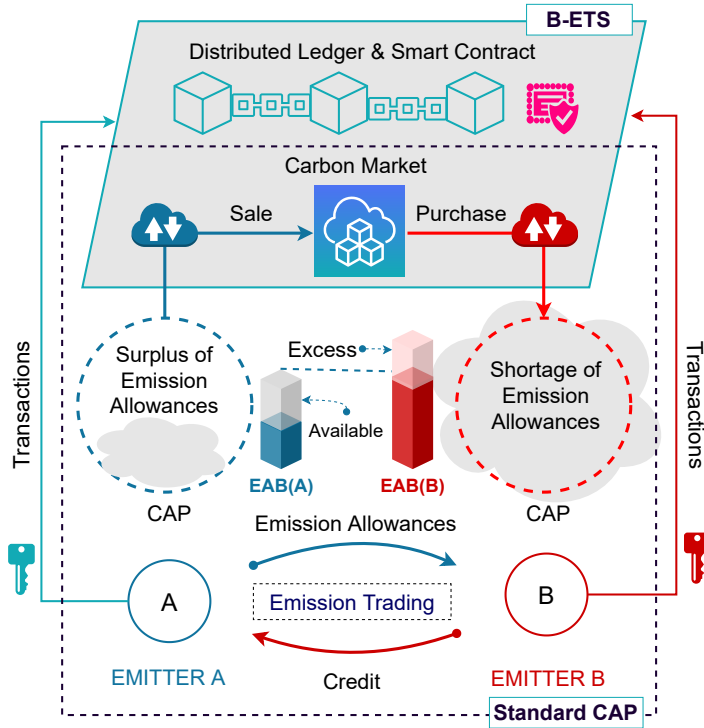 B-ETS
Distributed Ledger & Smart Contract
Carbon Market
Sale
Purchase
Surplus of
Emission
Allowances
Excess
Available
Shortage of
Emission
Allowances
Transactions
Transactions
EAB(A)
EAB(B)
CAP
CAP
Emission Allowances
A
Emission Trading
B
EMITTER A
Credit
EMITTER B
Standard CAP